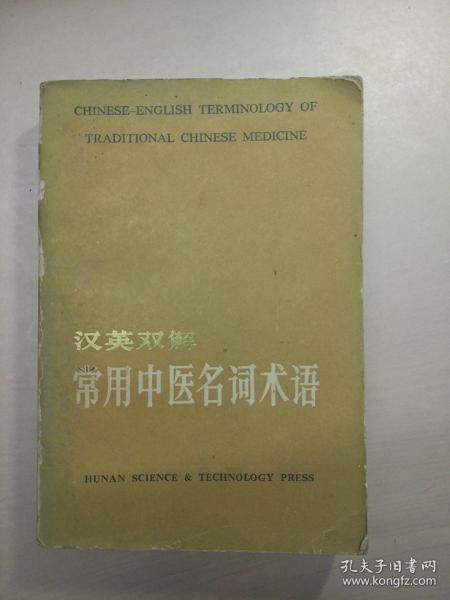 CHINESE-ENGLISH TERMINOLOGY OF
TRADITIONAL CHINESE MEDICINE
汉英双解
常用中医名词术语
HUNAN SCIENCE & TECHNOLOGY PRESS
孔夫子旧书网
www.kongfz.com